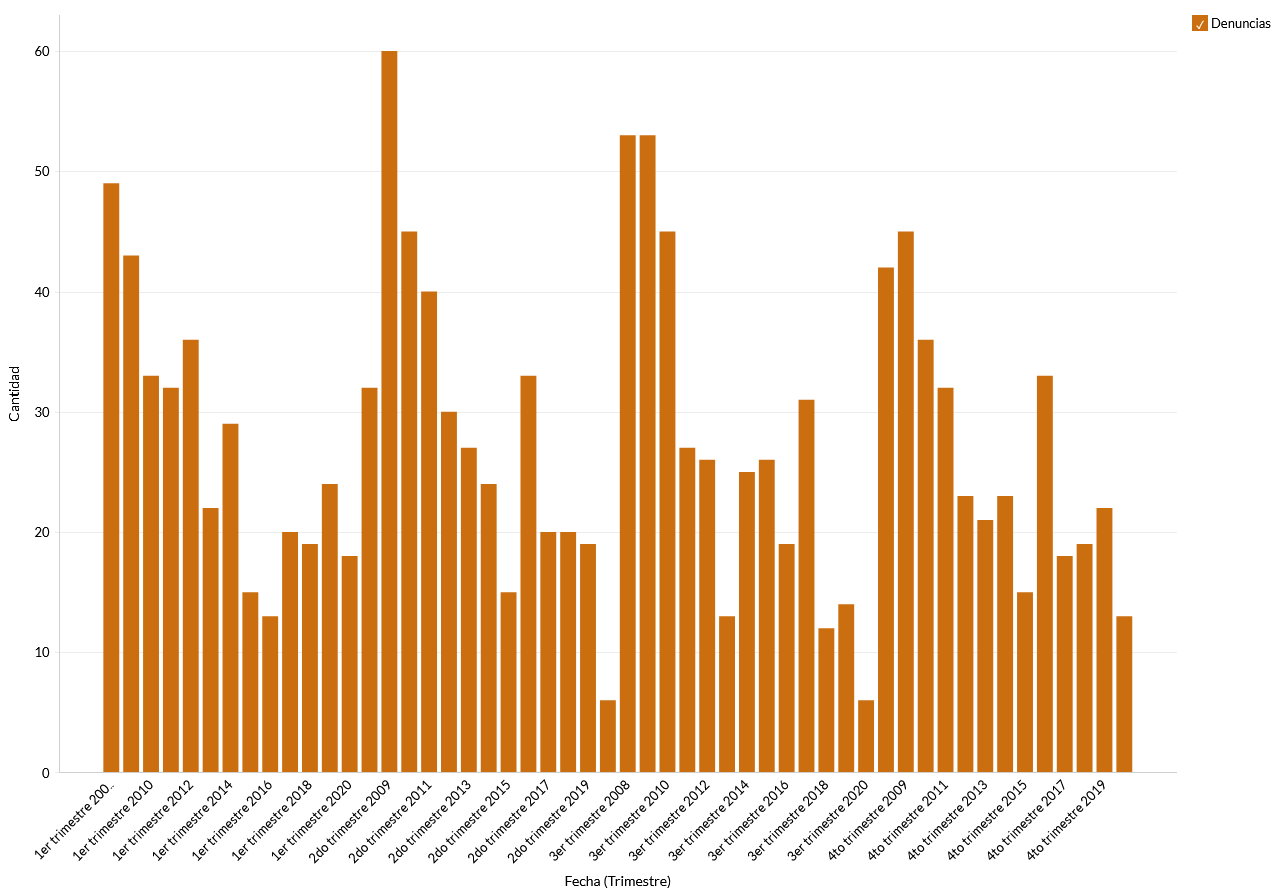 Denuncias
60
50
40
30
20
10
0
Cantidad
1er trimestre 200..
1er trimestre 2010
1er trimestre 2012
1er trimestre 2014
1er trimestre 2016
1er trimestre 2018
1er trimestre 2020
2do trimestre 2009
2do trimestre 2011
2do trimestre 2013
2do trimestre 2015
2do trimestre 2017
2do trimestre 2019
3er trimestre 2008
3er trimestre 2010
3er trimestre 2012
3er trimestre 2014
3er trimestre 2016
3er trimestre 2018
3er trimestre 2020
4to trimestre 2009
4to trimestre 2011
4to trimestre 2013
4to trimestre 2015
4to trimestre 2017
4to trimestre 2019
Fecha (Trimestre)